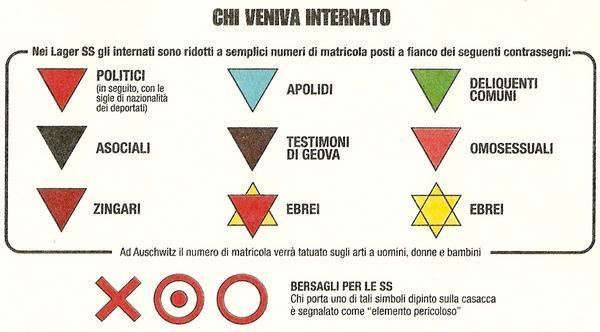 CHI VENIVA INTERNATO
Nei Lager SS gli internati sono ridotti a semplici numeri di matricola posti a fianco dei seguenti contrassegni:
POLITICI
(in seguito, con le
sigle di nazionalità
dei deportati)
APOLIDI
DELIQUENTI
COMUNI
ASOCIALI
TESTIMONI
DI GEOVA
OMOSESSUALI
ZINGARI
EBREI
EBREI
Ad Auschwitz il numero di matricola verrà tatuato sugli arti a uomini, donne e bambini
BERSAGLI PER LE SS
Chi porta uno di tali simboli dipinto sulla casacca
è segnalato come "elemento pericoloso"